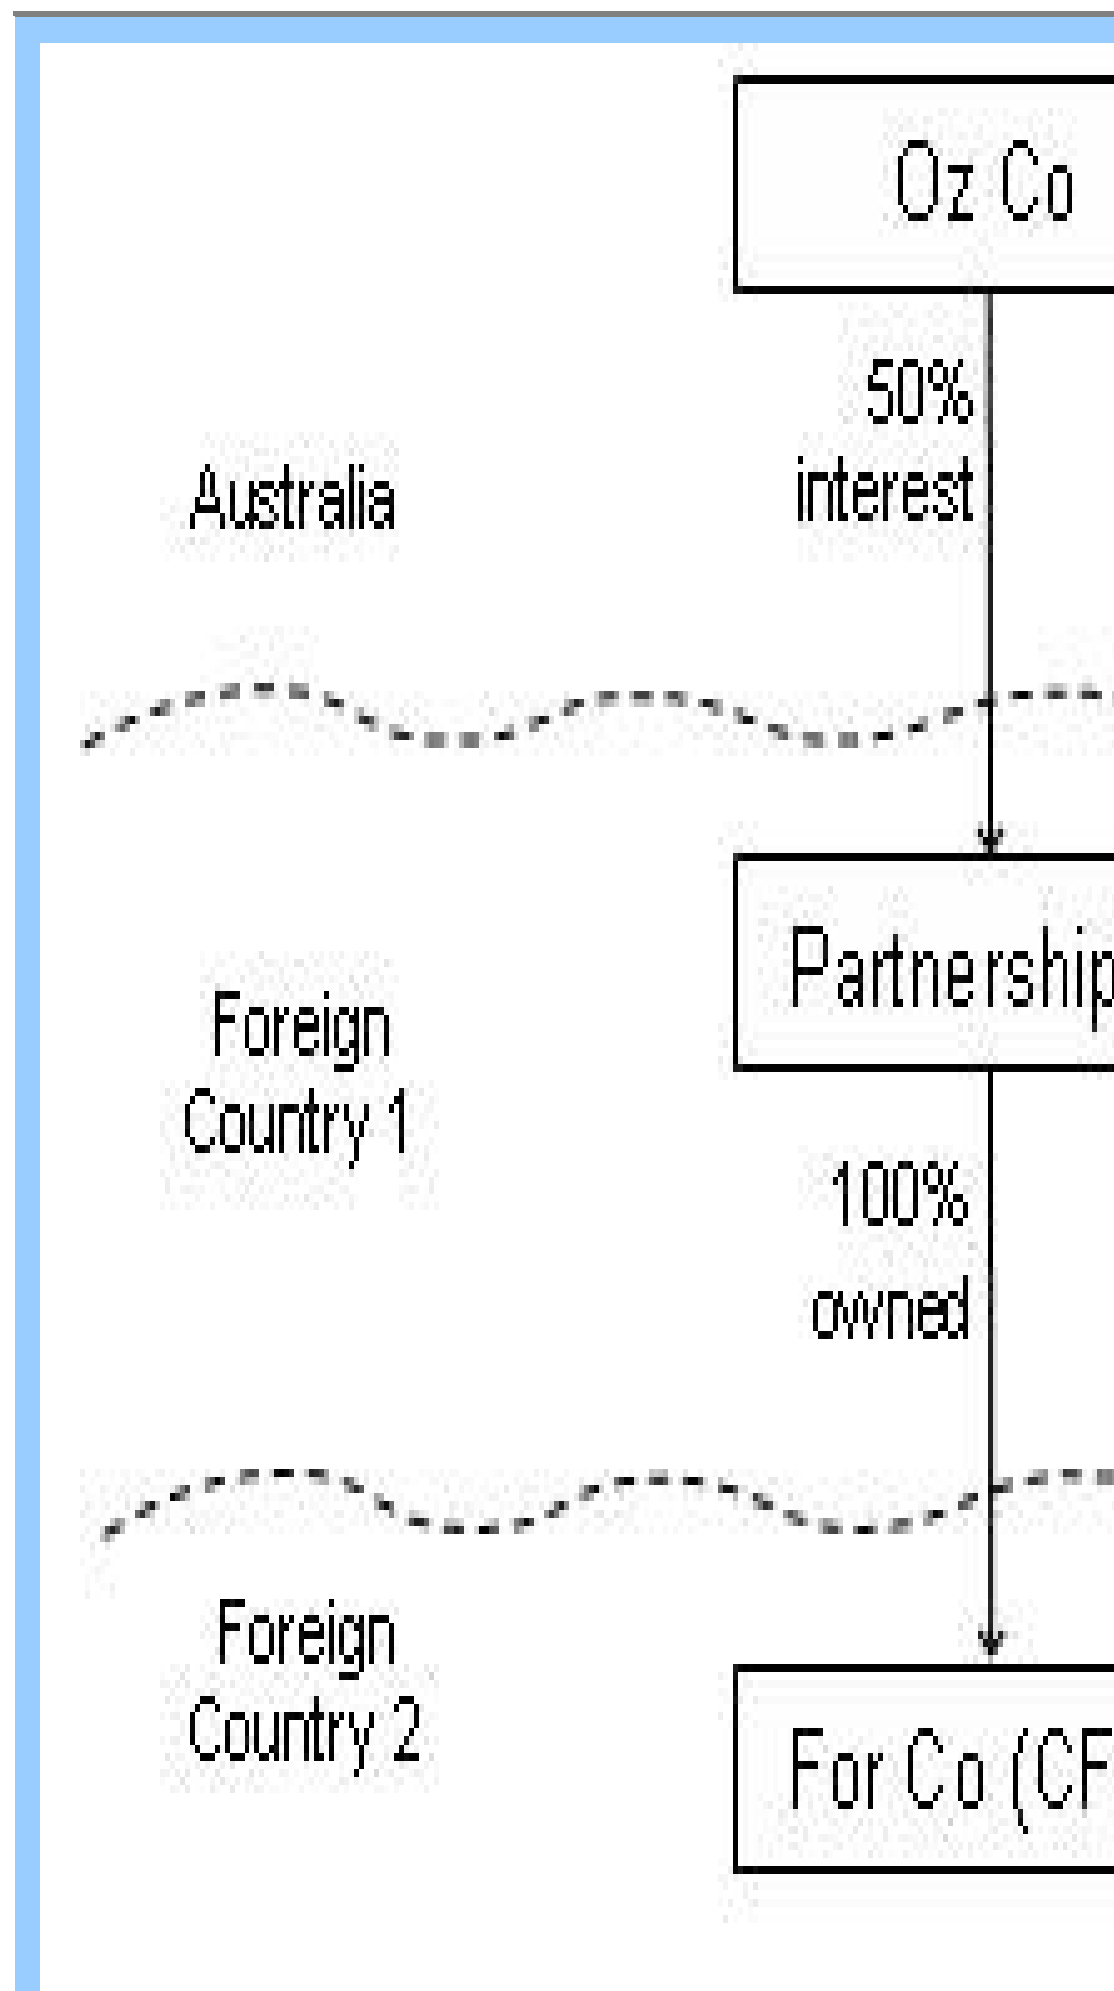 Oz Co
50%
interest
Australia
Partnership
Foreign
Country 1
100%
owned
Foreign
Country 2
For Co (CF